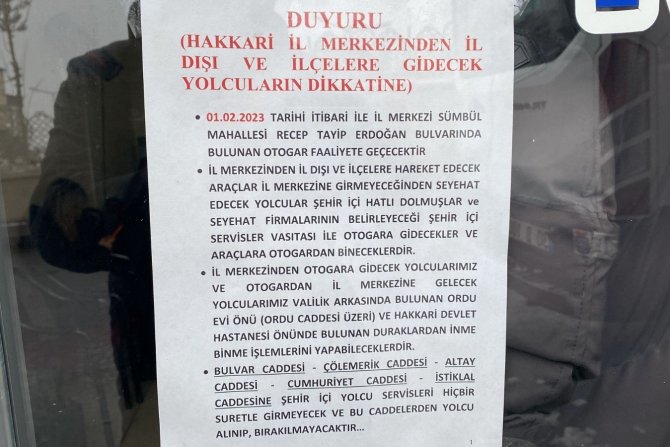 DUYURU
(HAKKARİ İL MERKEZİNDEN İL
DIŞI VE İLÇELERE GİDECEK
YOLCULARIN DİKKATİNE)
• 01.02.2023 TARİHİ İTİBARİ İLE İL MERKEZİ SÜMBÜL
MAHALLESİ RECEP TAYİP ERDOĞAN BULVARINDA
BULUNAN OTOGAR FAALİYETE GEÇECEKTİR
• İL MERKEZİNDEN İL DIŞI VE İLÇELERE HAREKET EDECEK
ARAÇLAR İL MERKEZİNE GİRMEYECEĞİNDEN SEYEHAT
EDECEK YOLCULAR ŞEHİR İÇİ HATLI DOLMUŞLAR ve
SEYEHAT FİRMALARININ BELİRLEYECEĞİ ŞEHİR İÇİ
SERVİSLER VASITASI İLE OTOGARA GİDECEKLER VE
ARAÇLARA OTOGARDAN BİNECEKLERDİR.
• İL MERKEZİNDEN OTOGARA GİDECEK YOLCULARIMIZ
VE OTOGARDAN İL MERKEZİNE GELECEK
YOLCULARIMIZ VALİLİK ARKASINDA BULUNAN ORDU
EVİ ÖNÜ (ORDU CADDESİ ÜZERİ) VE HAKKARİ DEVLET
HASTANESİ ÖNÜNDE BULUNAN DURAKLARDAN İNME
BİNME İŞLEMLERİNİ YAPABİLECEKLERDİR.
• BULVAR CADDESİ - ÇÖLEMERİK CADDESİ - ALTAY
CADDESİ - CUMHURİYET CADDESİ - İSTİKLAL
CADDESİNE ŞEHİR İÇİ YOLCU SERVİSLERİ HİÇBİR
SURETLE GİRMEYECEK VE BU CADDELERDEN YOLCU
ALINIP, BIRAKILMAYACAKTIR...
1